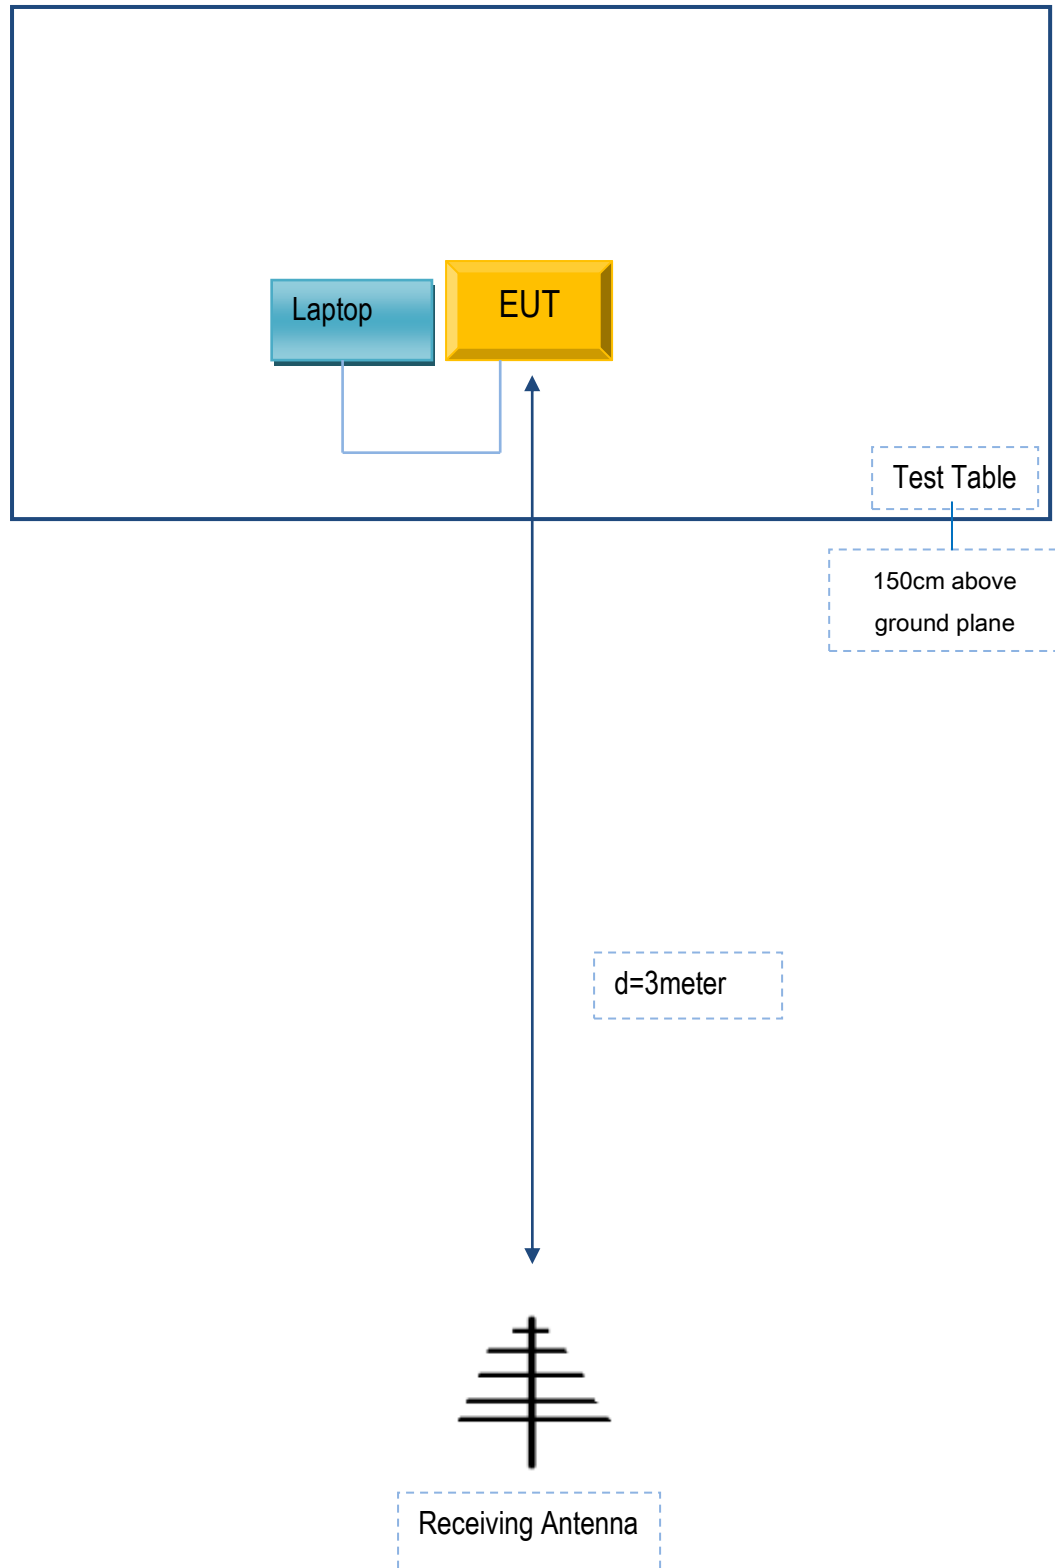 Laptop
EUT
Test Table
150cm above
ground plane
d=3meter
Receiving Antenna